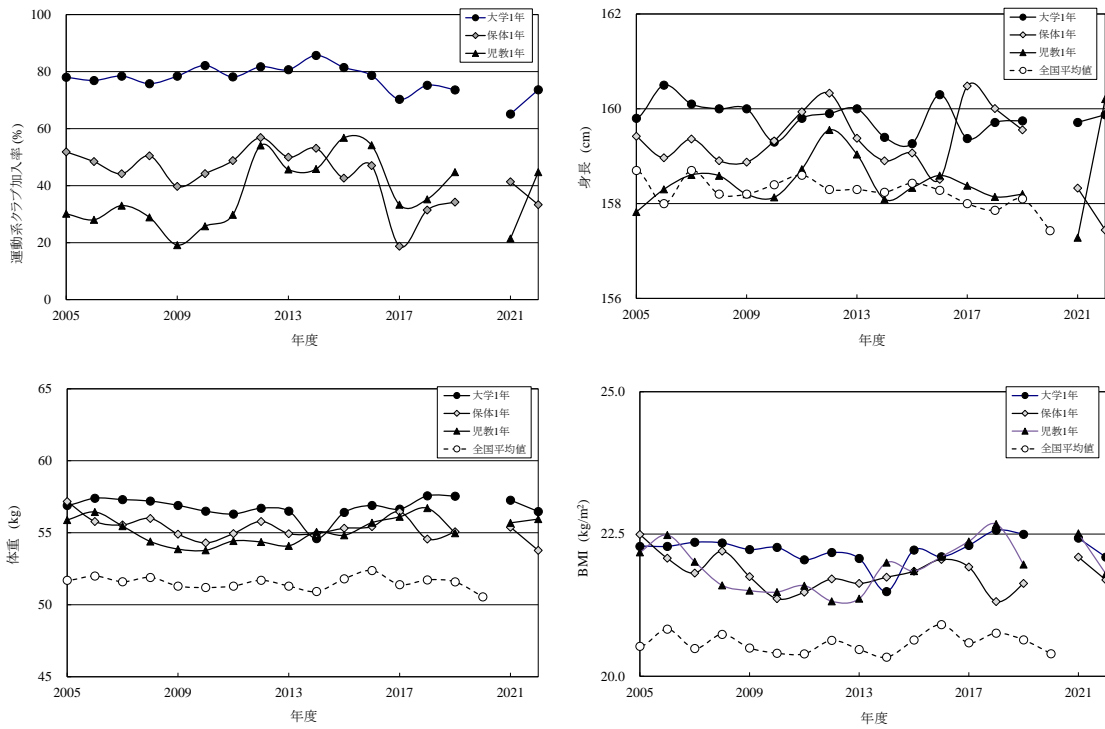 100
80
60
40
20
0
2005
2009
2013
2017
2021
年度
運動系クラブ加入率(%)
大学1年
保体1年
児教1年
162
160
158
156
2005
2009
2013
2017
2021
年度
身長 (cm)
大学1年
保体1年
児教1年
全国平均値
65
60
55
50
45
2005
2009
2013
2017
2021
年度
体重 (kg)
大学1年
保体1年
児教1年
全国平均値
25.0
22.5
20.0
2005
2009
2013
2017
2021
年度
BMI (kg/m²)
大学1年
保体1年
児教1年
全国平均値